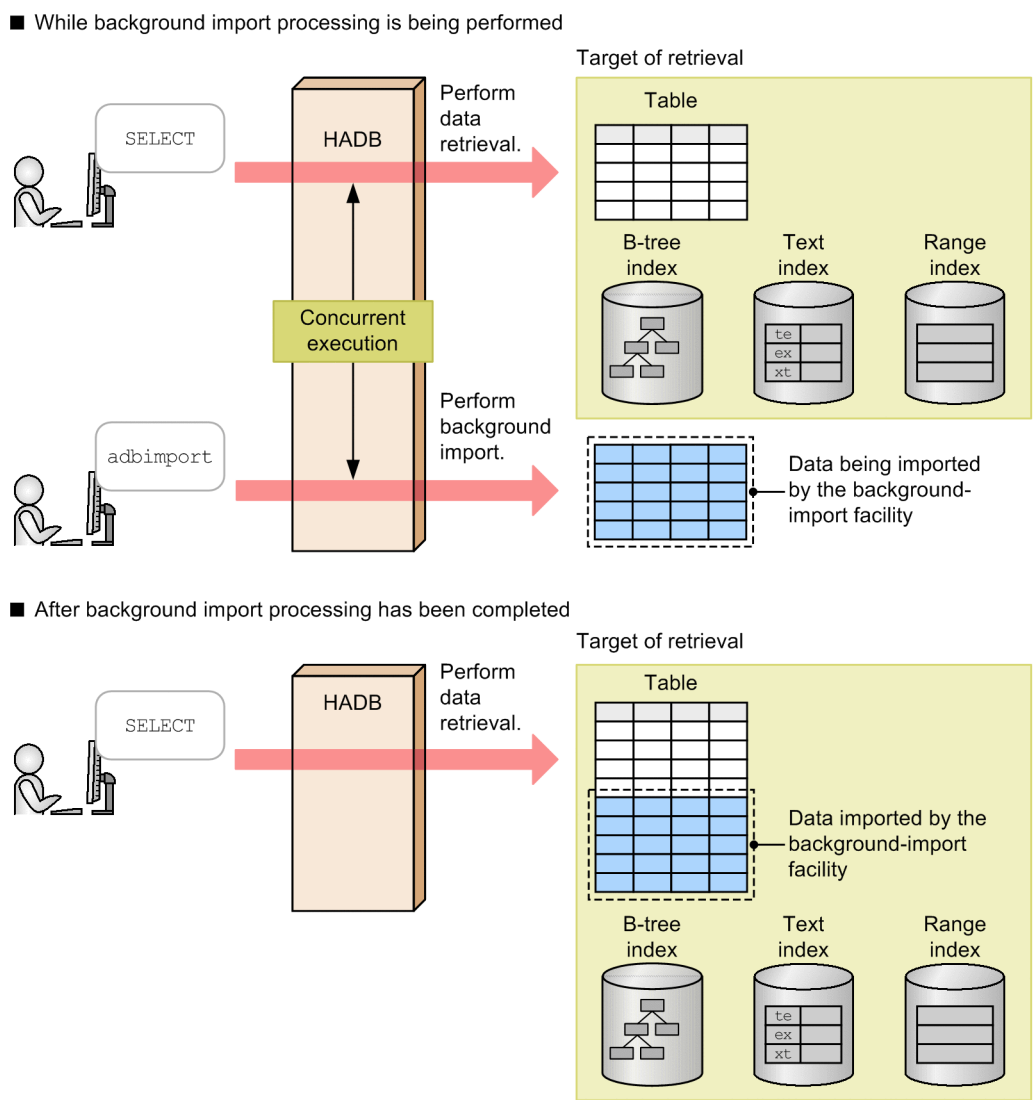 ■ While background import processing is being performed
Target of retrieval
SELECT
HADB
Perform
data
retrieval.
Table
B-tree
index
Text
index
Range
index
te
ex
xt
Concurrent
execution
adbimport
Perform
background
import.
Data being imported
by the background-
import facility
■ After background import processing has been completed
Target of retrieval
SELECT
HADB
Perform
data
retrieval.
Table
Data imported by the
background-import
facility
B-tree
index
Text
index
Range
index
te
ex
xt